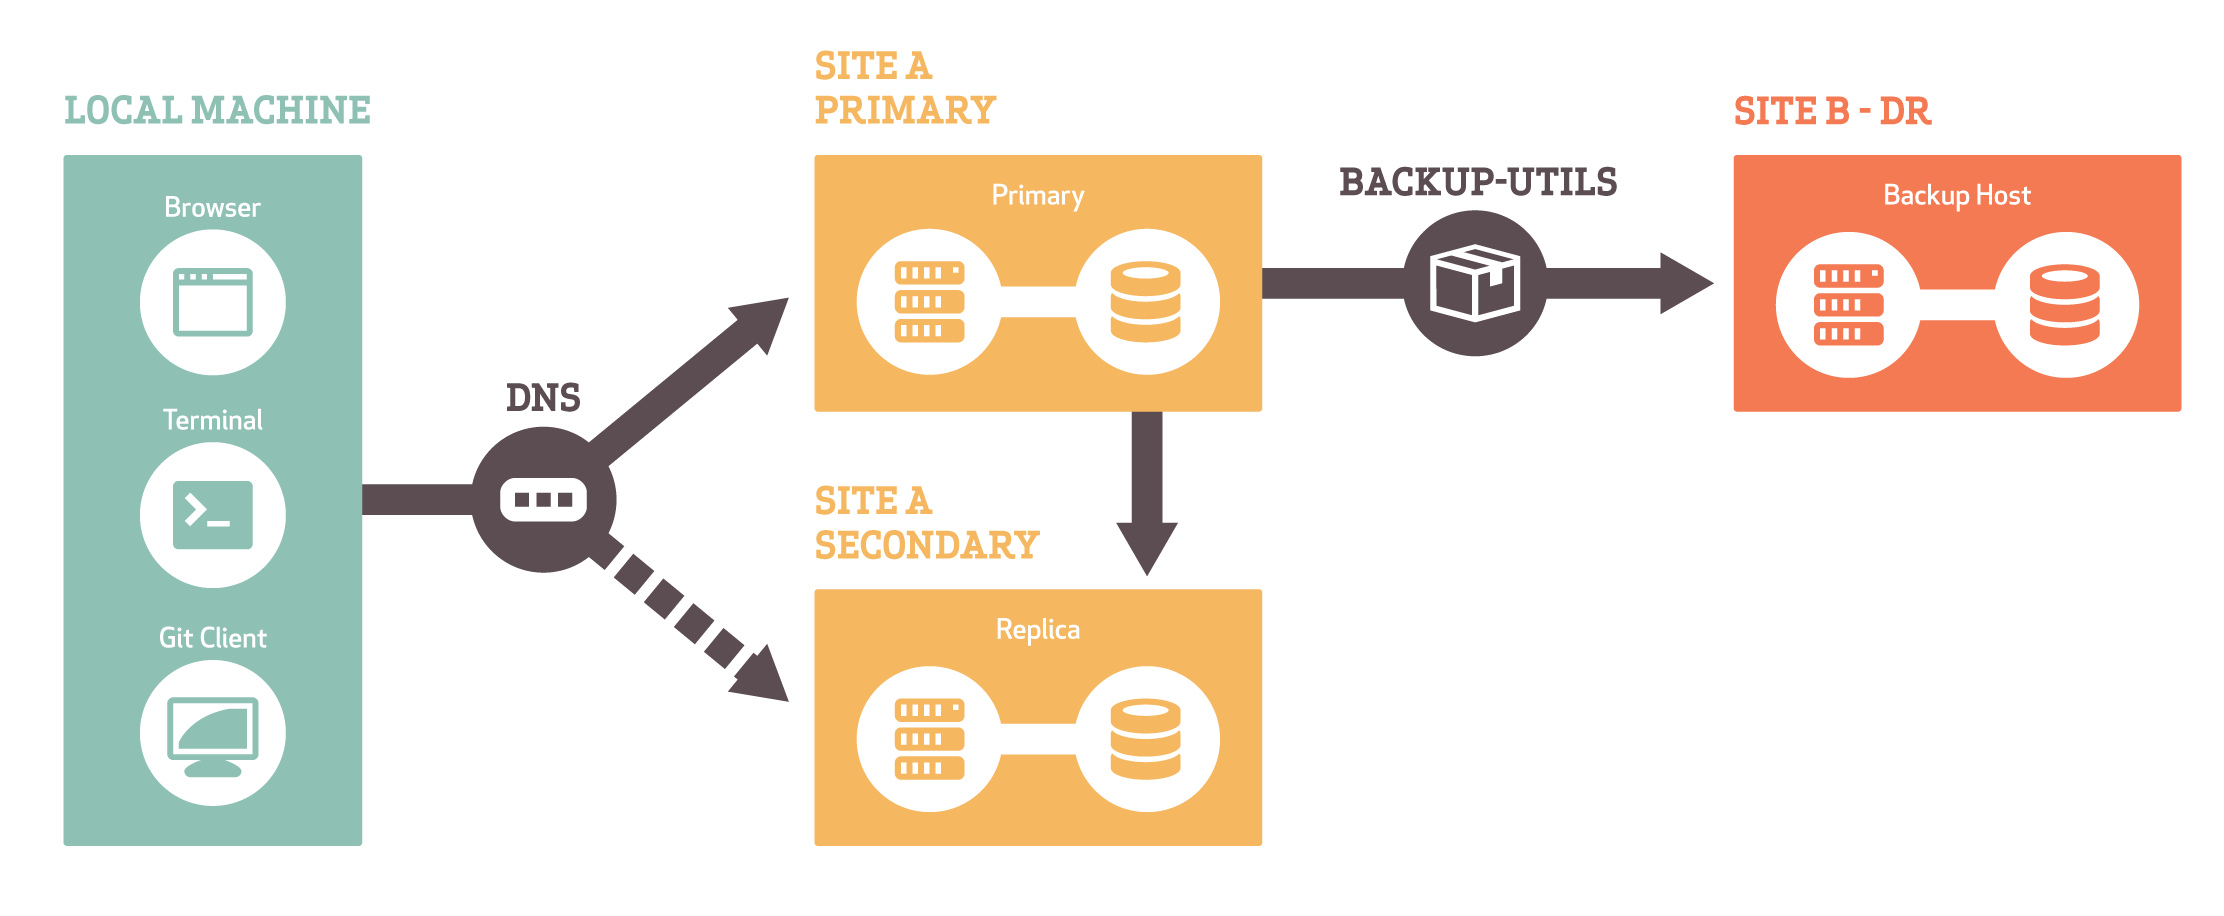 LOCAL MACHINE
Browser
Terminal
Git Client
DNS
SITE A
PRIMARY
Primary
SITE A
SECONDARY
Replica
BACKUP-UTILS
SITE B - DR
Backup Host